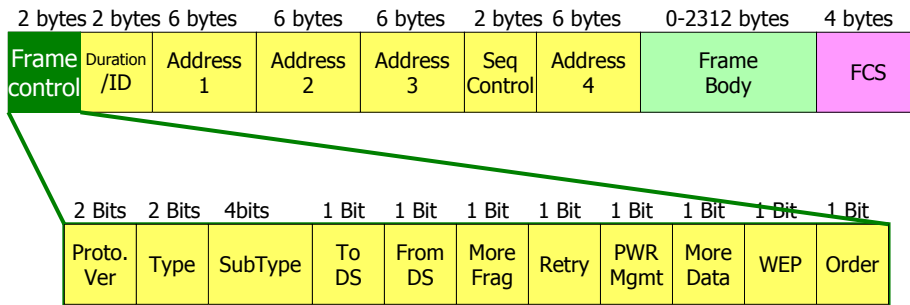 2 bytes 2 bytes 6 bytes 6 bytes 6 bytes 2 bytes 6 bytes 0-2312 bytes 4 bytes
Frame control
Duration /ID
Address 1
Address 2
Address 3
Seq Control
Address 4
Frame Body
FCS
2 Bits 2 Bits 4bits 1 Bit 1 Bit 1 Bit 1 Bit 1 Bit 1 Bit 1 Bit 1 Bit
Proto. Ver
Type
SubType
To DS
From DS
More Frag
Retry
PWR Mgmt
More Data
WEP
Order